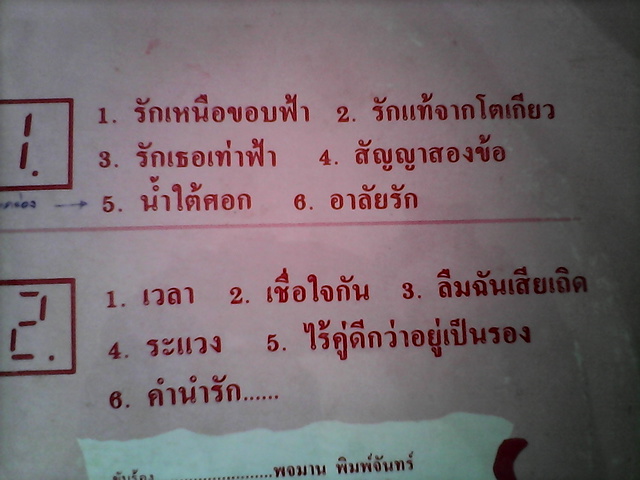 1.
1. รักเหนือขอบฟ้า 2. รักแท้จากโตเกียว
3. รักเธอเท่าฟ้า 4. สัญญาสองข้อ
5. น้ำใต้ศอก 6. อาลัยรัก
2.
1. เวลา 2. เชื่อใจกัน 3. ลืมฉันเสียเถิด
4. ระแวง 5. ไร้คู่ดีกว่าอยู่เป็นรอง
6. คำนำรัก......
ขับร้อง ......................พจมาน พิมพ์จันทร์